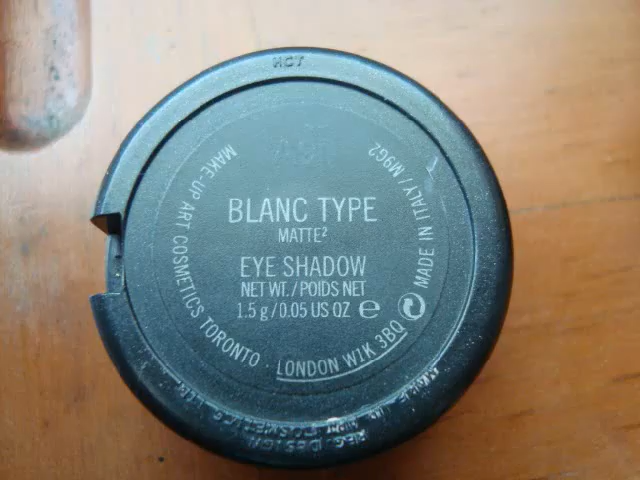 MCT
BLANC TYPE
MATTE²
EYE SHADOW
NET WT./POIDS NET
1.5 g/0.05 US OZ ℮
MAKE-UP ART COSMETICS TORONTO · LONDON W1K 3BQ
MADE IN ITALY/M9G2